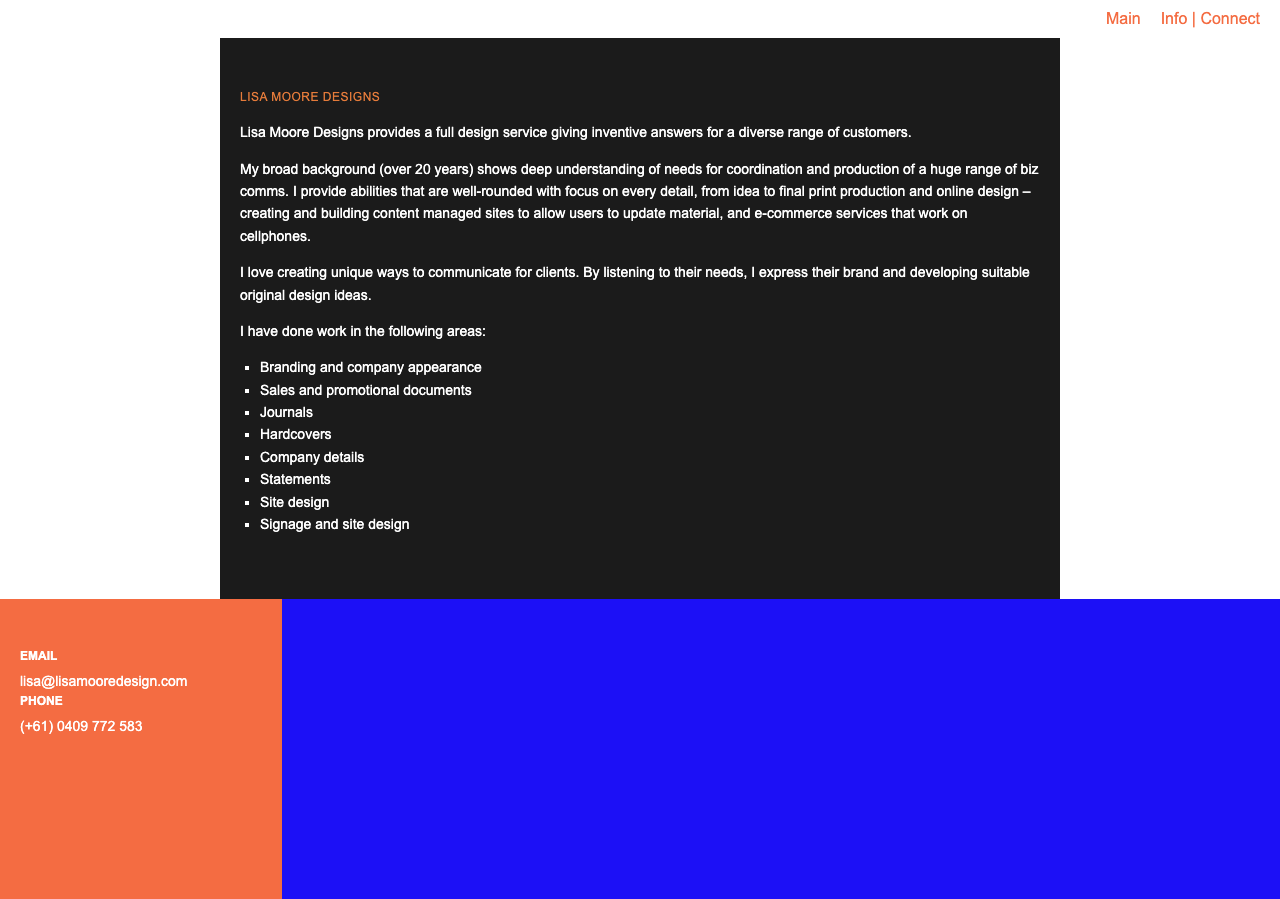 Main Info | Connect
LISA MOORE DESIGNS
Lisa Moore Designs provides a full design service giving inventive answers for a diverse range of customers.
My broad background (over 20 years) shows deep understanding of needs for coordination and production of a huge range of biz
comms. I provide abilities that are well-rounded with focus on every detail, from idea to final print production and online design –
creating and building content managed sites to allow users to update material, and e-commerce services that work on
cellphones.
I love creating unique ways to communicate for clients. By listening to their needs, I express their brand and developing suitable
original design ideas.
I have done work in the following areas:
▪ Branding and company appearance
▪ Sales and promotional documents
▪ Journals
▪ Hardcovers
▪ Company details
▪ Statements
▪ Site design
▪ Signage and site design
EMAIL
lisa@lisamooredesign.com
PHONE
(+61) 0409 772 583